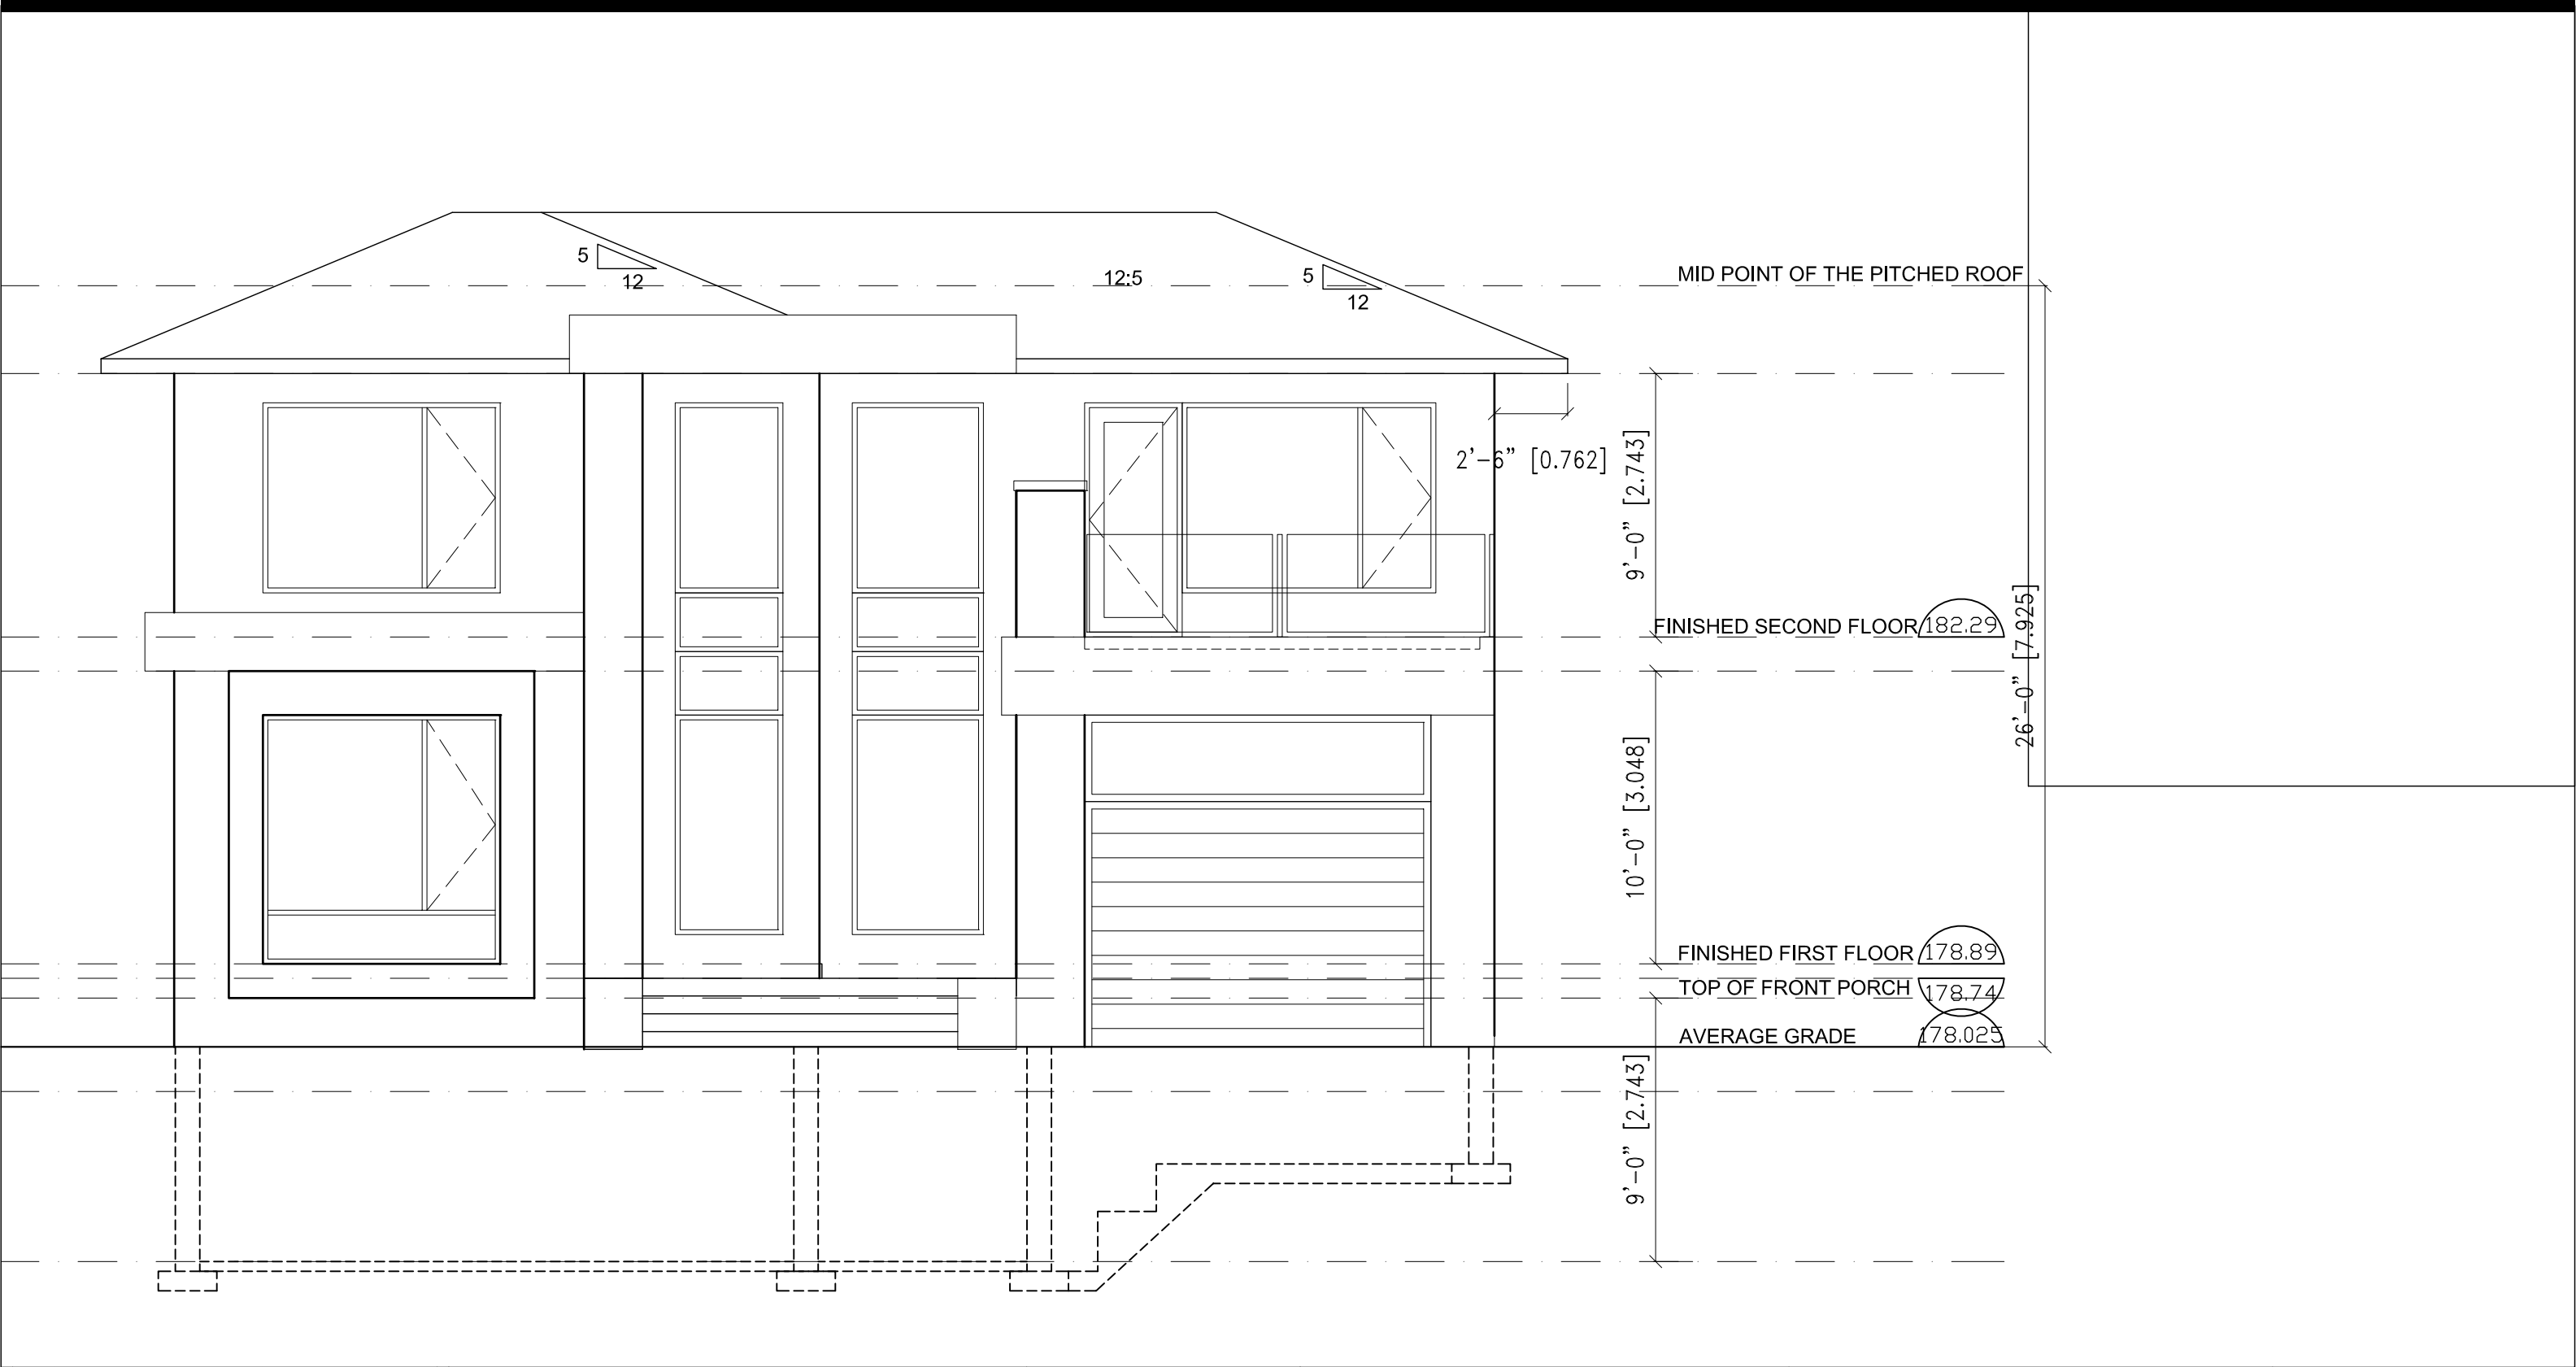 5
12
12:5
5
12
MID POINT OF THE PITCHED ROOF
2’-6” [0.762]
9’-0” [2.743]
FINISHED SECOND FLOOR 182.29
26’-0” [7.925]
10’-0” [3.048]
FINISHED FIRST FLOOR 178.89
TOP OF FRONT PORCH 178.74
AVERAGE GRADE 178.025
9’-0” [2.743]